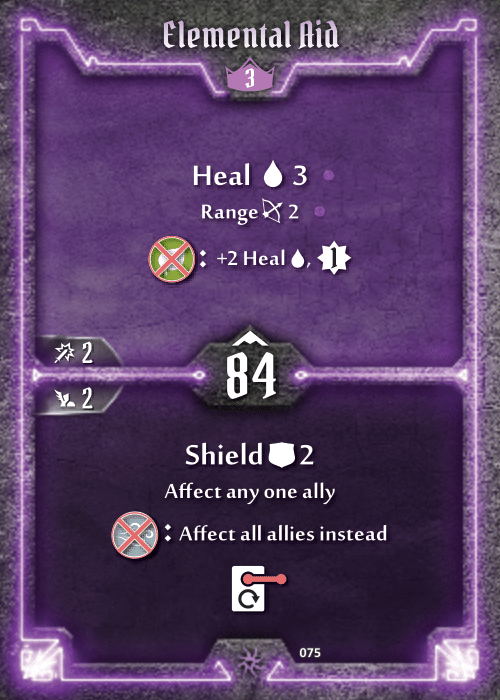 Elemental Aid
3
Heal 3
Range 2
: +2 Heal , 1
2
84
2
Shield 2
Affect any one ally
: Affect all allies instead
075